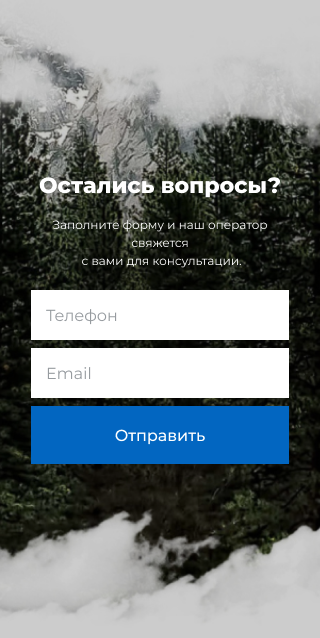 Остались вопросы?
Заполните форму и наш оператор
свяжется
с вами для консультации.
Телефон
Email
Отправить